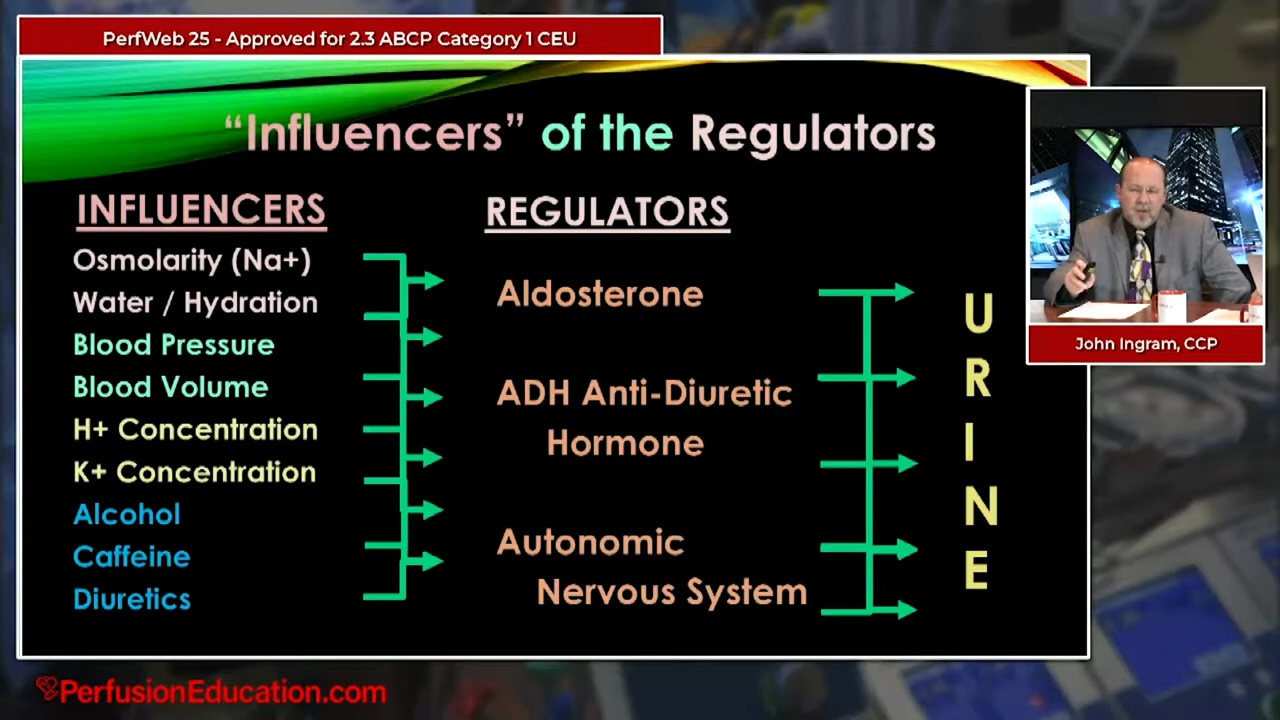 PerfWeb 25 - Approved for 2.3 ABCP Category 1 CEU
“Influencers” of the Regulators
INFLUENCERS
Osmolarity (Na+)
Water / Hydration
Blood Pressure
Blood Volume
H+ Concentration
K+ Concentration
Alcohol
Caffeine
Diuretics
REGULATORS
Aldosterone
ADH Anti-Diuretic
Hormone
Autonomic
Nervous System
U
R
I
N
E
John Ingram, CCP
PerfusionEducation.com